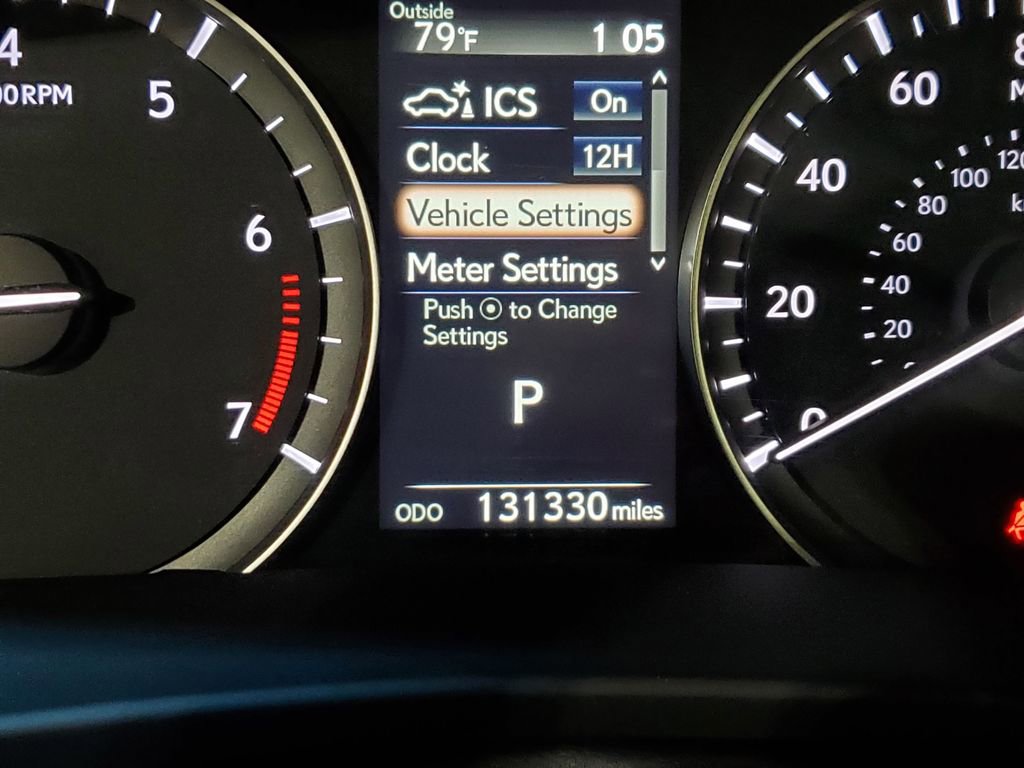 Outside
79°F 1 05
ICS On
Clock 12H
Vehicle Settings
Meter Settings
Push to Change
Settings
P
ODO 131330 miles
4
00RPM
5
6
7
60
40
20
0
120
100
80
60
40
20